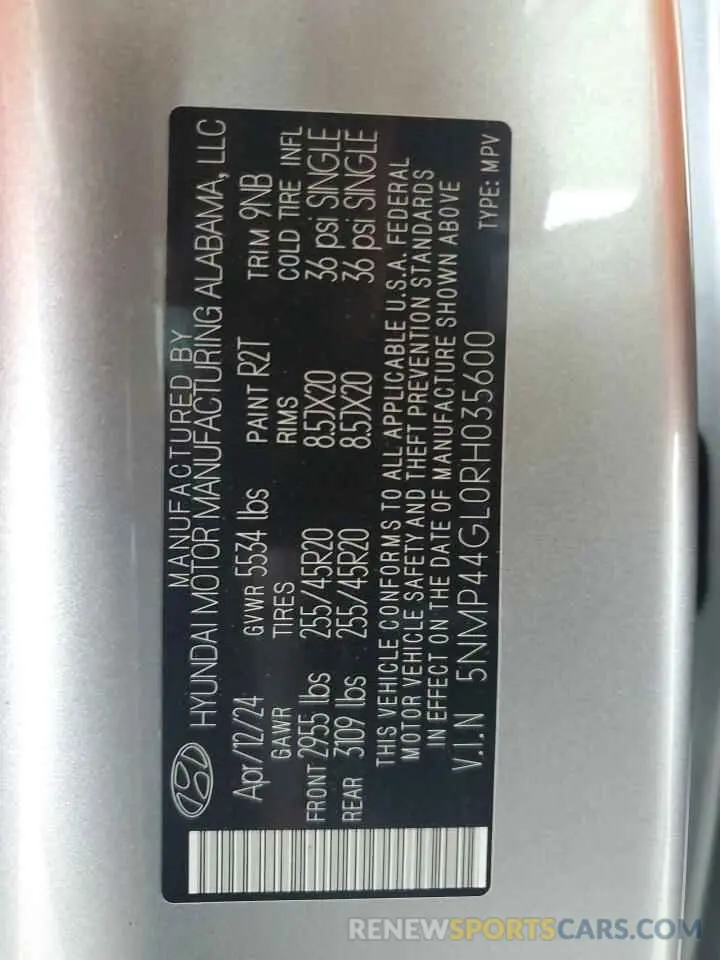 MANUFACTURED BY
HYUNDAI MOTOR MANUFACTURING ALABAMA, LLC
Apr/12/24 GVWR 5534 lbs PAINT R2T TRIM 9NB
GAWR TIRES RIMS COLD TIRE INFL
FRONT 2955 lbs 255/45R20 8.5JX20 36 psi SINGLE
REAR 3109 lbs 255/45R20 8.5JX20 36 psi SINGLE
THIS VEHICLE CONFORMS TO ALL APPLICABLE U.S.A. FEDERAL
MOTOR VEHICLE SAFETY AND THEFT PREVENTION STANDARDS
IN EFFECT ON THE DATE OF MANUFACTURE SHOWN ABOVE
V.I.N 5NMP44GL0RH035600 TYPE: MPV
RENEWSPORTSCARS.COM